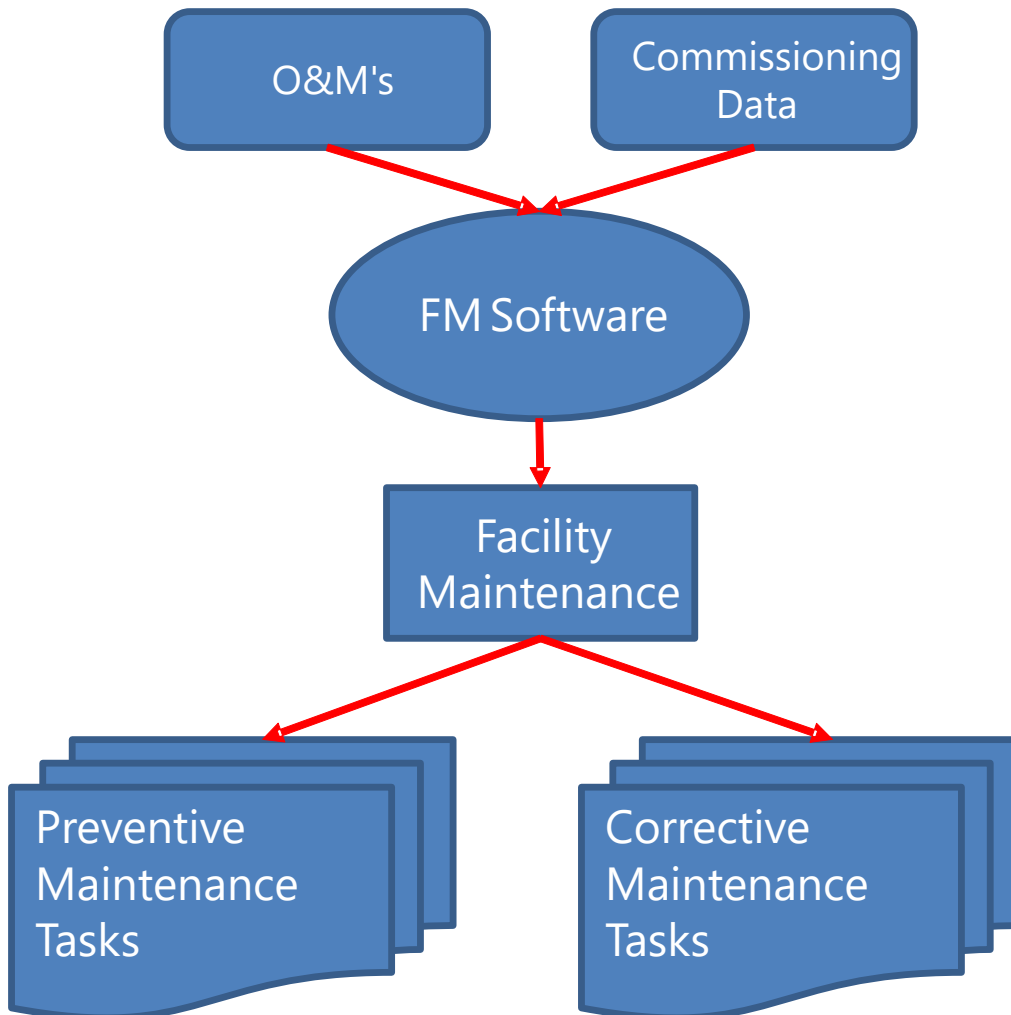 O&M's
Commissioning
Data
FM Software
Facility
Maintenance
Preventive
Maintenance
Tasks
Corrective
Maintenance
Tasks